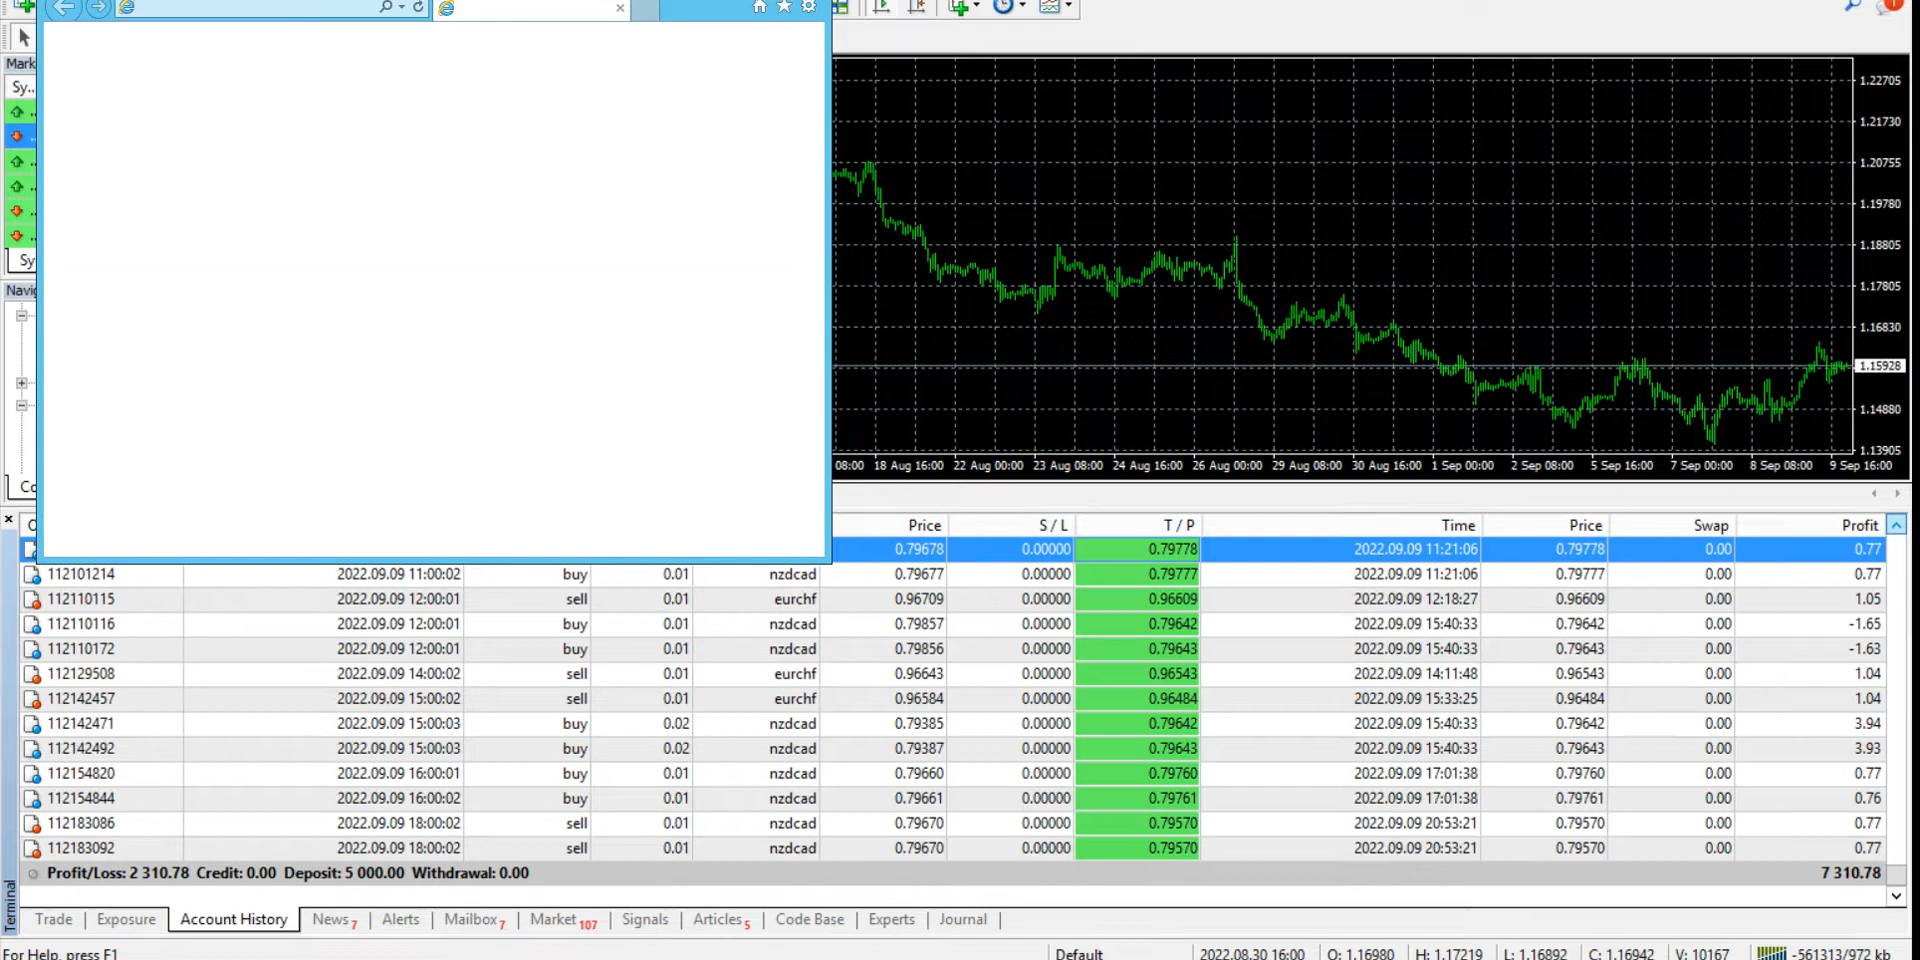 Mark
Sy...
Sy
Navig
Co
1.22705
1.21730
1.20755
1.19780
1.18805
1.17805
1.16830
1.15928
1.14880
1.13905
08:00 18 Aug 16:00 22 Aug 00:00 23 Aug 08:00 24 Aug 16:00 26 Aug 00:00 29 Aug 08:00 30 Aug 16:00 1 Sep 00:00 2 Sep 08:00 5 Sep 16:00 7 Sep 00:00 8 Sep 08:00 9 Sep 16:00
Price S / L T / P Time Price Swap Profit
0.79678 0.00000 0.79778 2022.09.09 11:21:06 0.79778 0.00 0.77
112101214 2022.09.09 11:00:02 buy 0.01 nzdcad 0.79677 0.00000 0.79777 2022.09.09 11:21:06 0.79777 0.00 0.77
112110115 2022.09.09 12:00:01 sell 0.01 eurchf 0.96709 0.00000 0.96609 2022.09.09 12:18:27 0.96609 0.00 1.05
112110116 2022.09.09 12:00:01 buy 0.01 nzdcad 0.79857 0.00000 0.79642 2022.09.09 15:40:33 0.79642 0.00 -1.65
112110172 2022.09.09 12:00:01 buy 0.01 nzdcad 0.79856 0.00000 0.79643 2022.09.09 15:40:33 0.79643 0.00 -1.63
112129508 2022.09.09 14:00:02 sell 0.01 eurchf 0.96643 0.00000 0.96543 2022.09.09 14:11:48 0.96543 0.00 1.04
112142457 2022.09.09 15:00:02 sell 0.01 eurchf 0.96584 0.00000 0.96484 2022.09.09 15:33:25 0.96484 0.00 1.04
112142471 2022.09.09 15:00:03 buy 0.02 nzdcad 0.79385 0.00000 0.79642 2022.09.09 15:40:33 0.79642 0.00 3.94
112142492 2022.09.09 15:00:03 buy 0.02 nzdcad 0.79387 0.00000 0.79643 2022.09.09 15:40:33 0.79643 0.00 3.93
112154820 2022.09.09 16:00:01 buy 0.01 nzdcad 0.79660 0.00000 0.79760 2022.09.09 17:01:38 0.79760 0.00 0.77
112154844 2022.09.09 16:00:02 buy 0.01 nzdcad 0.79661 0.00000 0.79761 2022.09.09 17:01:38 0.79761 0.00 0.76
112183086 2022.09.09 18:00:02 sell 0.01 nzdcad 0.79670 0.00000 0.79570 2022.09.09 20:53:21 0.79570 0.00 0.77
112183092 2022.09.09 18:00:02 sell 0.01 nzdcad 0.79670 0.00000 0.79570 2022.09.09 20:53:21 0.79570 0.00 0.77
Profit/Loss: 2 310.78 Credit: 0.00 Deposit: 5 000.00 Withdrawal: 0.00 7 310.78
Terminal
Trade Exposure Account History News 7 Alerts Mailbox 7 Market 107 Signals Articles 5 Code Base Experts Journal
For Help, press F1 Default 2022.08.30 16:00 O: 1.16980 H: 1.17219 L: 1.16892 C: 1.16942 V: 10167 -561313/972 kb